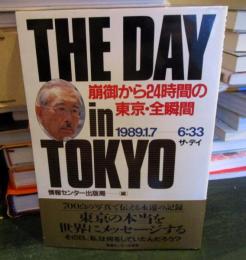 THE DAY
崩御から24時間の
東京・全瞬間
in
1989.1.7 6:33
ザ・デイ
TOKYO
情報センター出版局――編
東京の本当を
世界にメッセージする